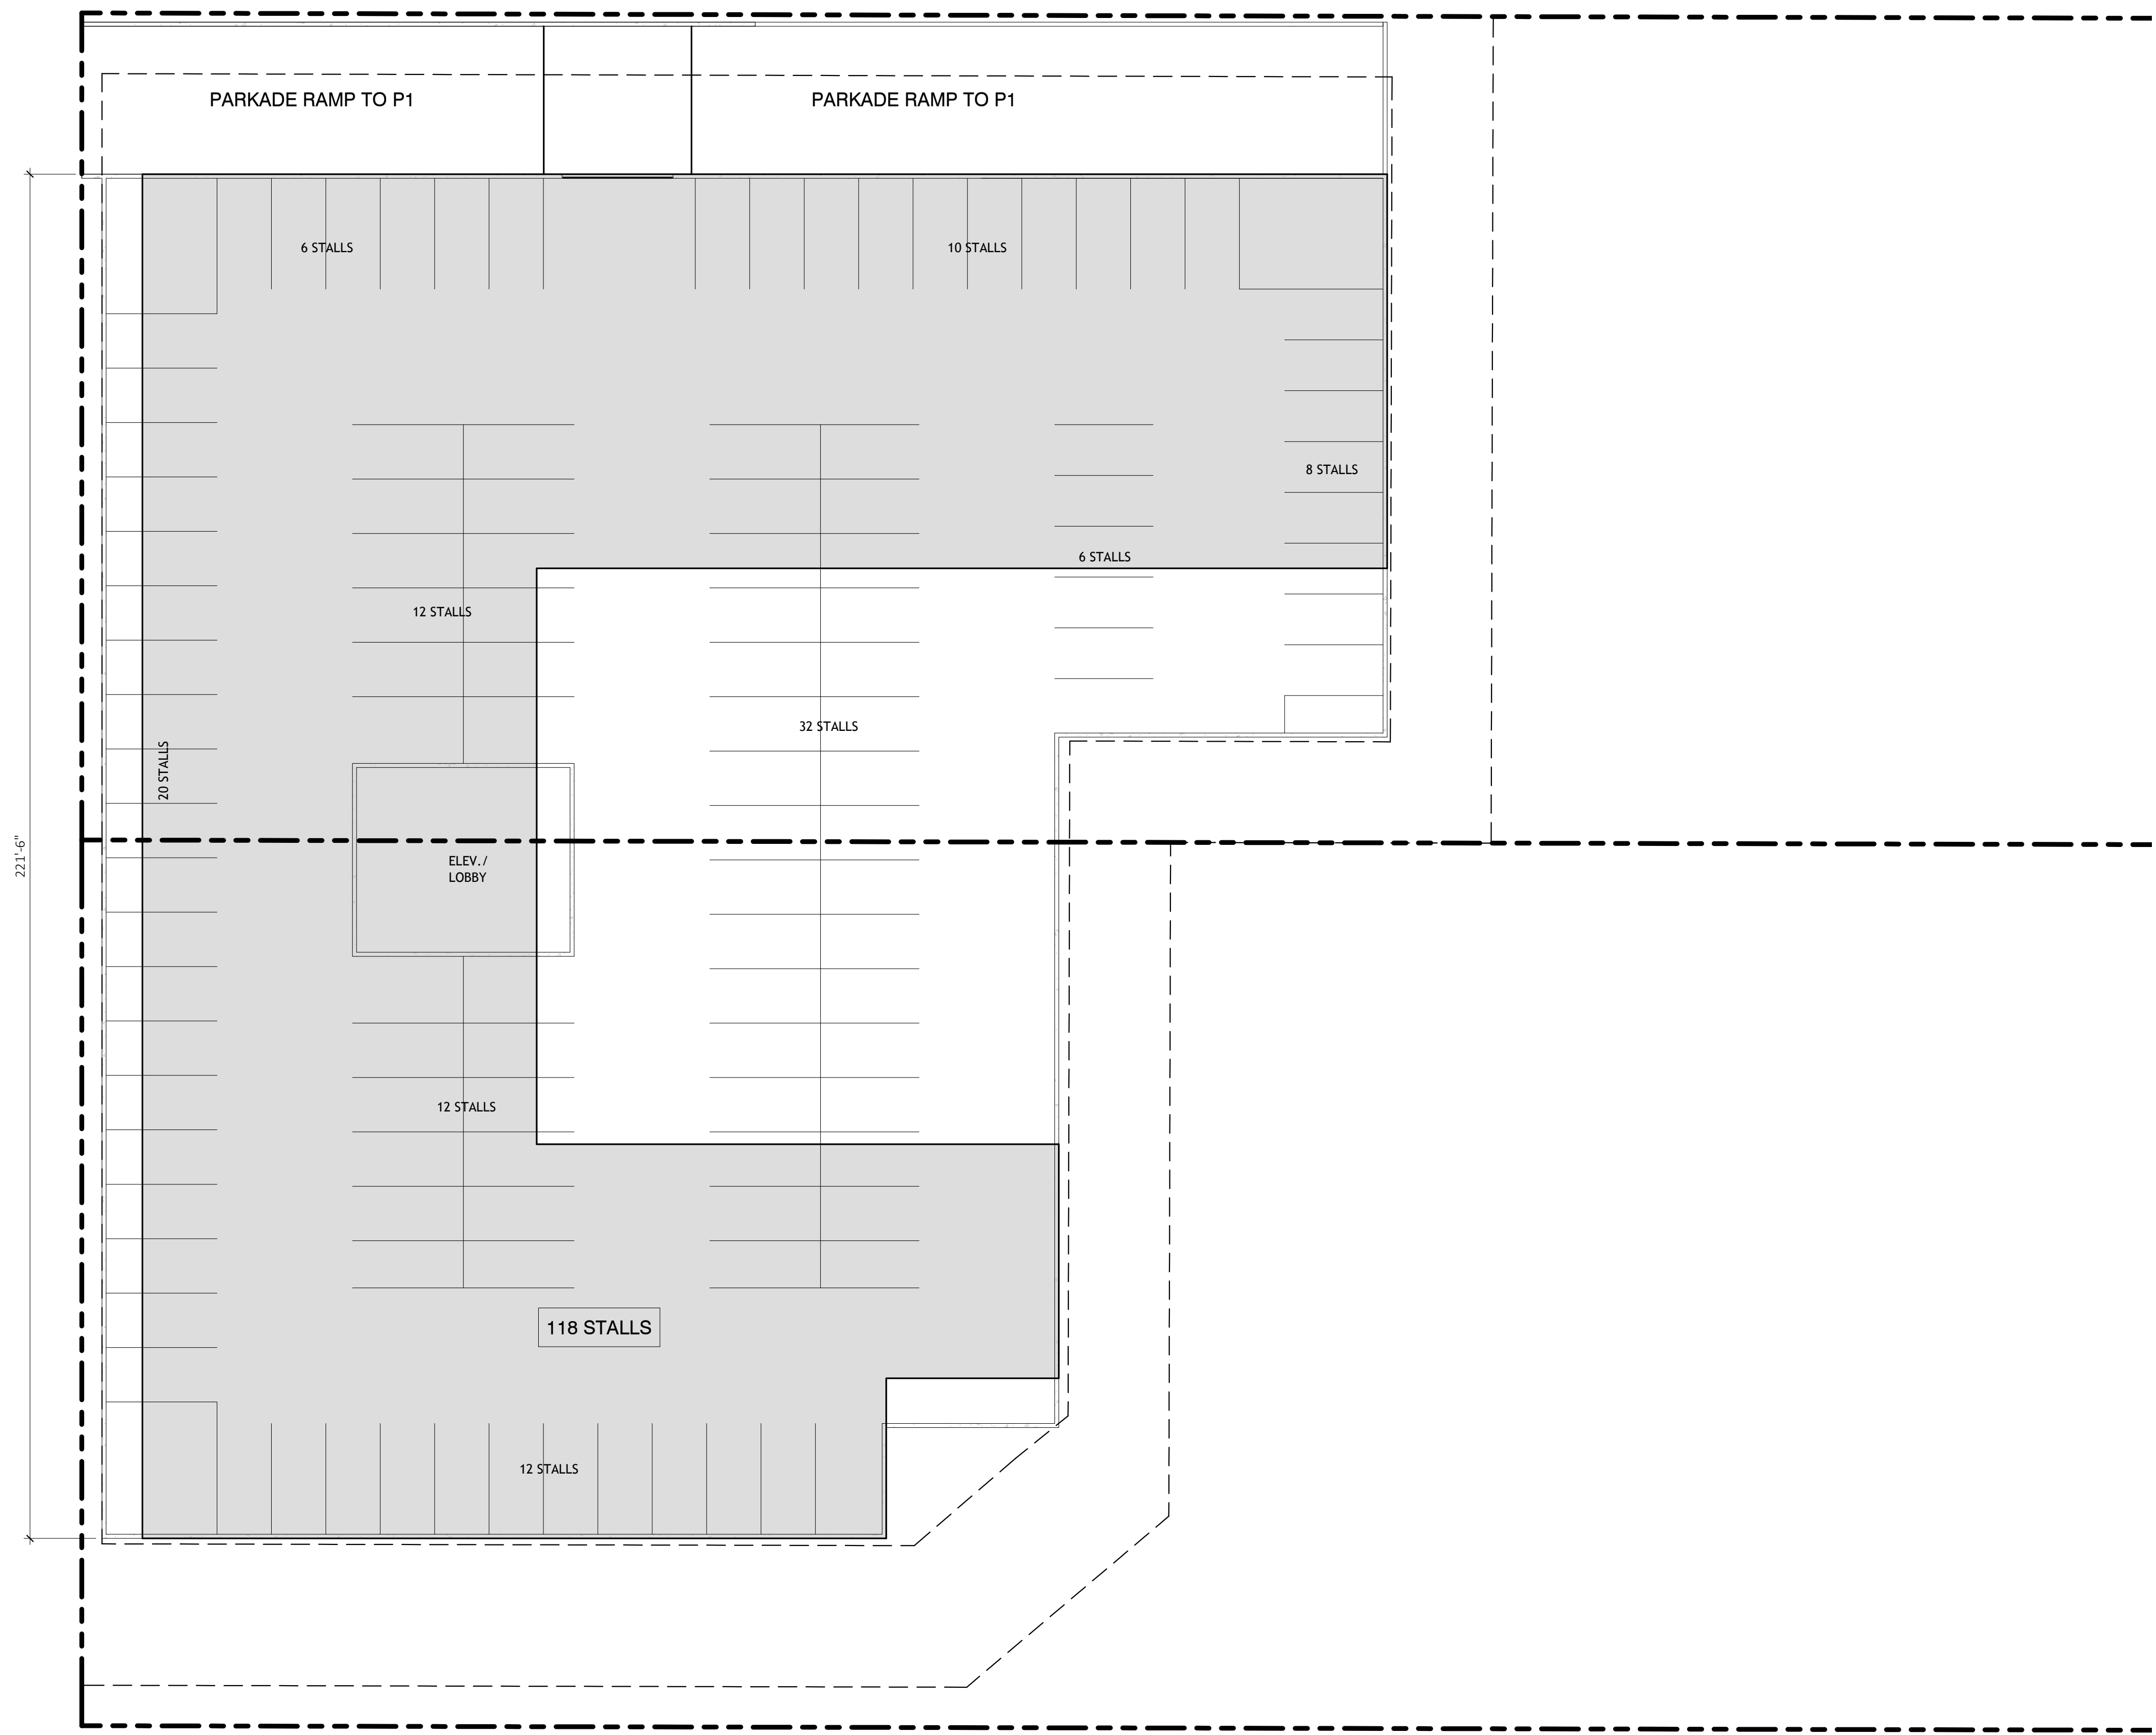 PARKADE RAMP TO P1
PARKADE RAMP TO P1
6 STALLS
10 STALLS
8 STALLS
6 STALLS
12 STALLS
32 STALLS
20 STALLS
221'-6"
ELEV./
LOBBY
12 STALLS
118 STALLS
12 STALLS